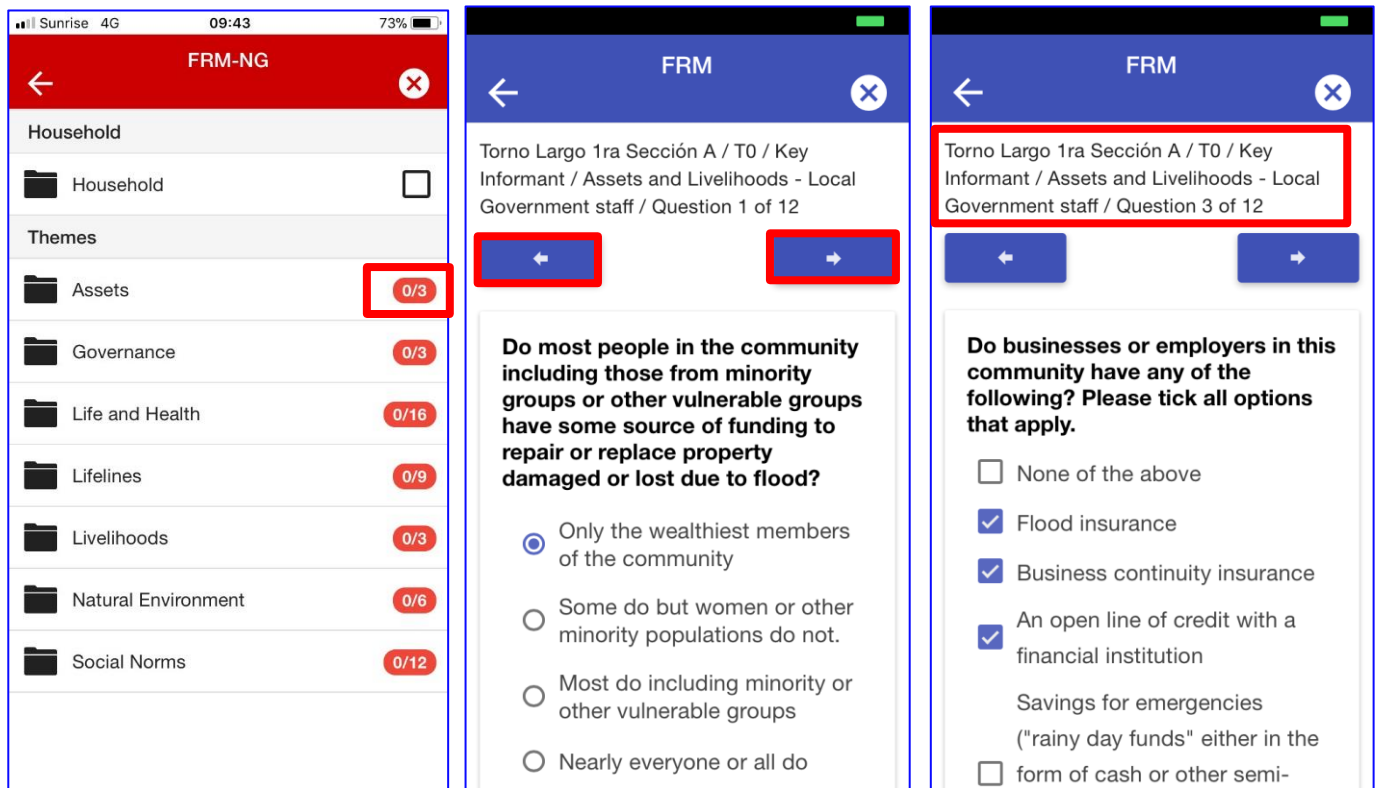 Sunrise 4G 09:43 73%
FRM-NG
Household
Household
Themes
Assets 0/3
Governance 0/3
Life and Health 0/16
Lifelines 0/9
Livelihoods 0/3
Natural Environment 0/6
Social Norms 0/12
FRM
Torno Largo 1ra Sección A / T0 / Key
Informant / Assets and Livelihoods - Local
Government staff / Question 1 of 12
Do most people in the community
including those from minority
groups or other vulnerable groups
have some source of funding to
repair or replace property
damaged or lost due to flood?
Only the wealthiest members
of the community
Some do but women or other
minority populations do not.
Most do including minority or
other vulnerable groups
Nearly everyone or all do
FRM
Torno Largo 1ra Sección A / T0 / Key
Informant / Assets and Livelihoods - Local
Government staff / Question 3 of 12
Do businesses or employers in this
community have any of the
following? Please tick all options
that apply.
None of the above
Flood insurance
Business continuity insurance
An open line of credit with a
financial institution
Savings for emergencies
("rainy day funds" either in the
form of cash or other semi-